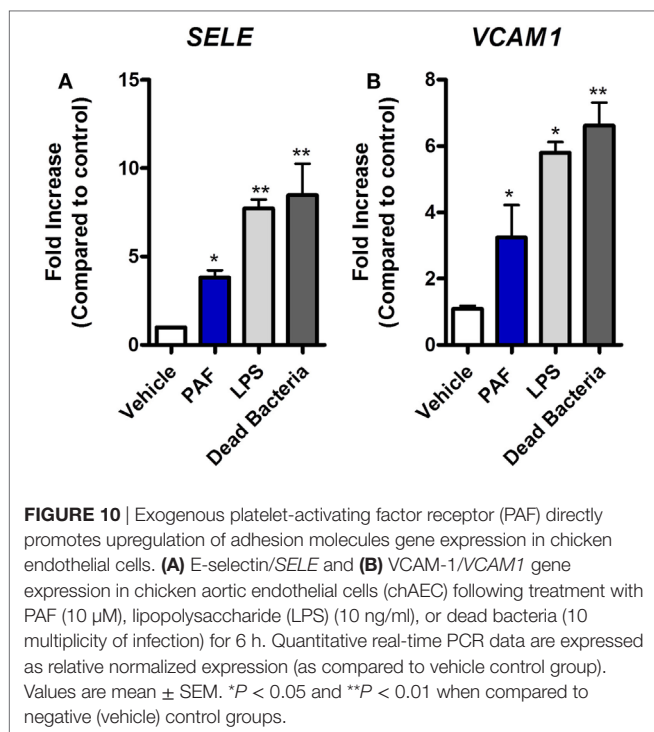 SELE
VCAM1
A
Fold Increase
(Compared to control)
15
10
5
0
*
**
**
Vehicle
PAF
LPS
Dead Bacteria
B
Fold Increase
(Compared to control)
8
6
4
2
0
*
*
**
Vehicle
PAF
LPS
Dead Bacteria
FIGURE 10 | Exogenous platelet-activating factor receptor (PAF) directly
promotes upregulation of adhesion molecules gene expression in chicken
endothelial cells. (A) E-selectin/SELE and (B) VCAM-1/VCAM1 gene
expression in chicken aortic endothelial cells (chAEC) following treatment with
PAF (10 µM), lipopolysaccharide (LPS) (10 ng/ml), or dead bacteria (10
multiplicity of infection) for 6 h. Quantitative real-time PCR data are expressed
as relative normalized expression (as compared to vehicle control group).
Values are mean ± SEM. *P < 0.05 and **P < 0.01 when compared to
negative (vehicle) control groups.